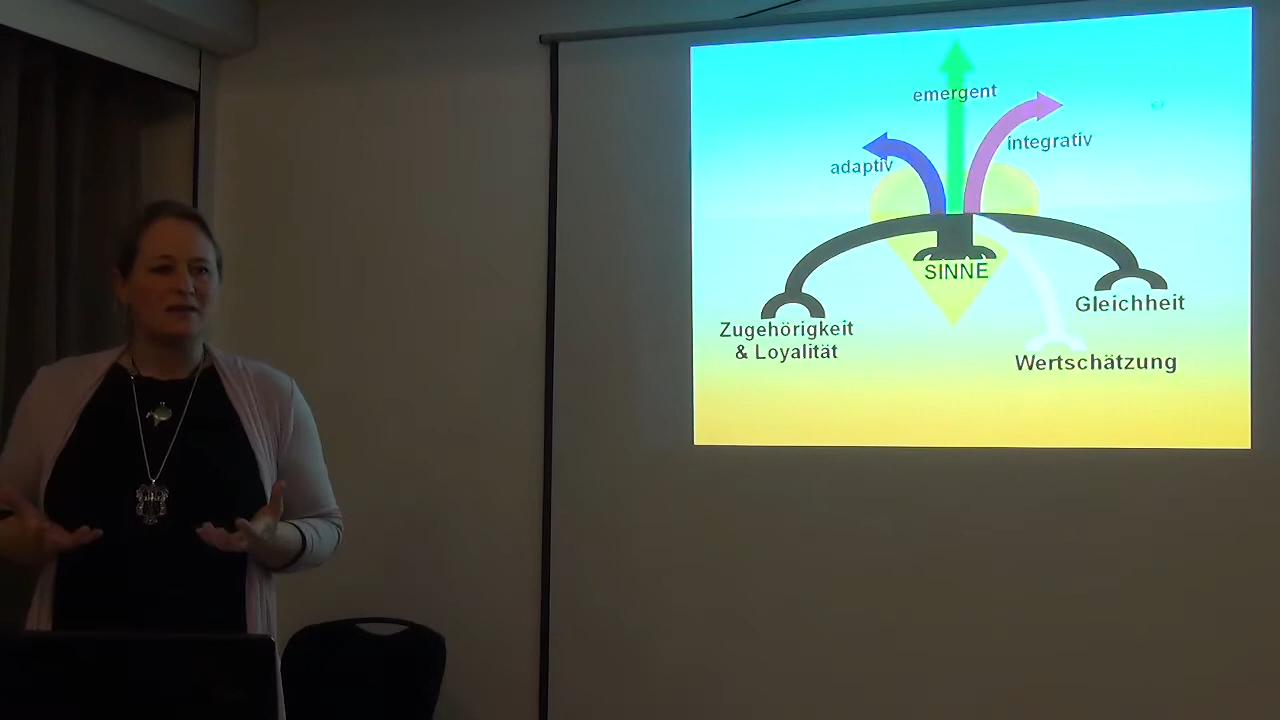 emergent
integrativ
adaptiv
SINNE
Gleichheit
Zugehörigkeit
& Loyalität
Wertschätzung